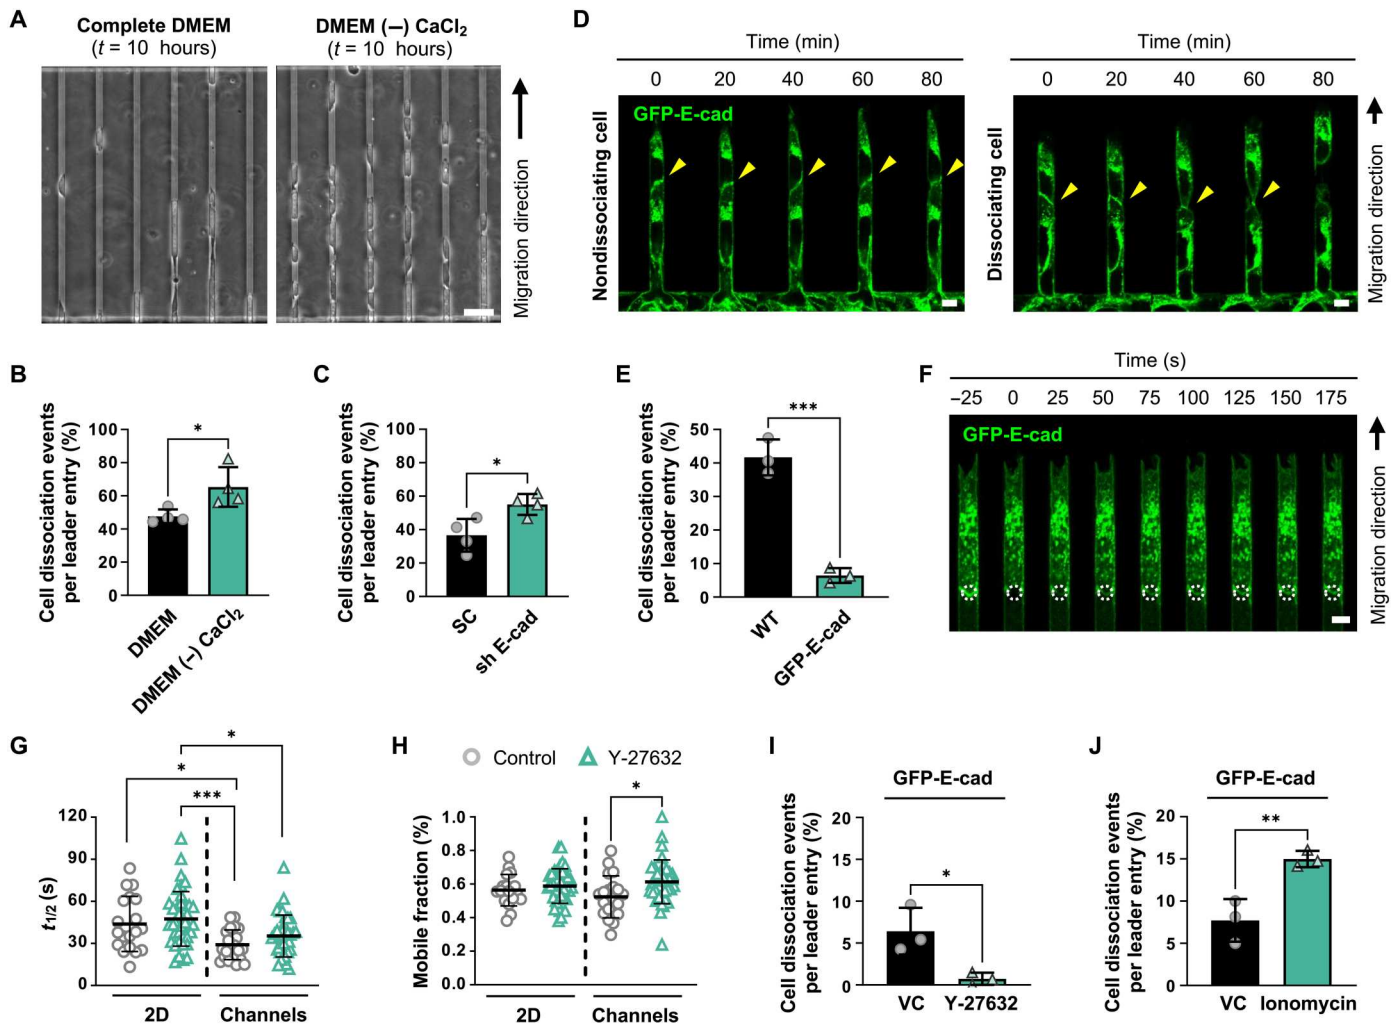 A
Complete DMEM
(t = 10 hours)
DMEM (–) CaCl2
(t = 10 hours)
Migration direction
D
Time (min)
0 20 40 60 80
Nondissociating cell
GFP-E-cad
Time (min)
0 20 40 60 80
Dissociating cell
Migration direction
B
Cell dissociation events
per leader entry (%)
100
80
60
40
20
0
*
DMEM
DMEM (–) CaCl2
C
Cell dissociation events
per leader entry (%)
100
80
60
40
20
0
*
SC
sh E-cad
E
Cell dissociation events
per leader entry (%)
50
40
30
20
10
0
***
WT
GFP-E-cad
F
Time (s)
–25 0 25 50 75 100 125 150 175
GFP-E-cad
Migration direction
G
t1/2 (s)
120
90
60
30
0
*
*
***
2D
Channels
H
Control
Y-27632
Mobile fraction (%)
1.0
0.8
0.6
0.4
0.2
0.0
*
2D
Channels
I
GFP-E-cad
Cell dissociation events
per leader entry (%)
20
15
10
5
0
*
VC
Y-27632
J
GFP-E-cad
Cell dissociation events
per leader entry (%)
20
15
10
5
0
**
VC
Ionomycin